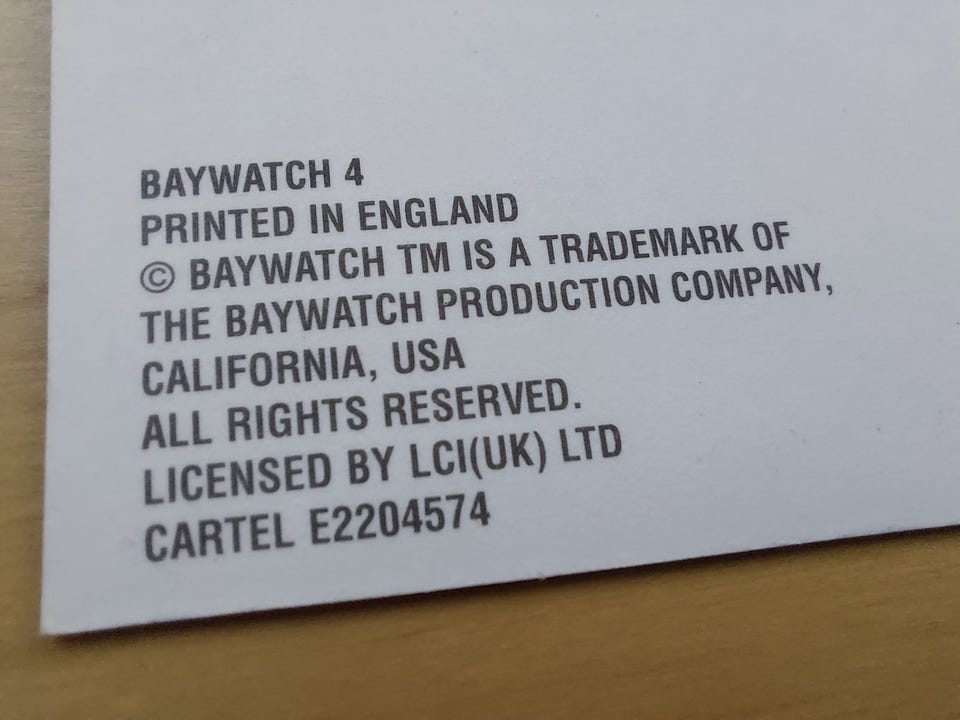 BAYWATCH 4
PRINTED IN ENGLAND
© BAYWATCH TM IS A TRADEMARK OF
THE BAYWATCH PRODUCTION COMPANY,
CALIFORNIA, USA
ALL RIGHTS RESERVED.
LICENSED BY LCI(UK) LTD
CARTEL E2204574